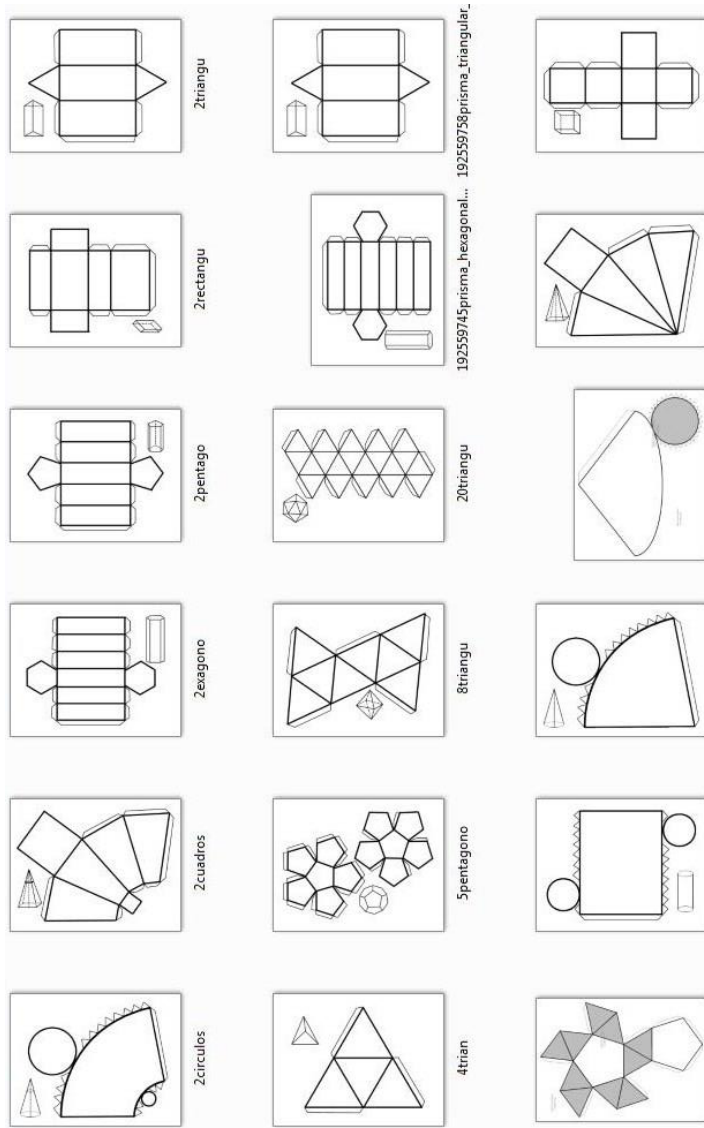 2circulos
2cuadros
2exagono
2pentago
2rectangu
2triangu
4trian
5pentagono
8triangu
20triangu
192559745prisma_hexagonal...
192559758prisma_triangular_